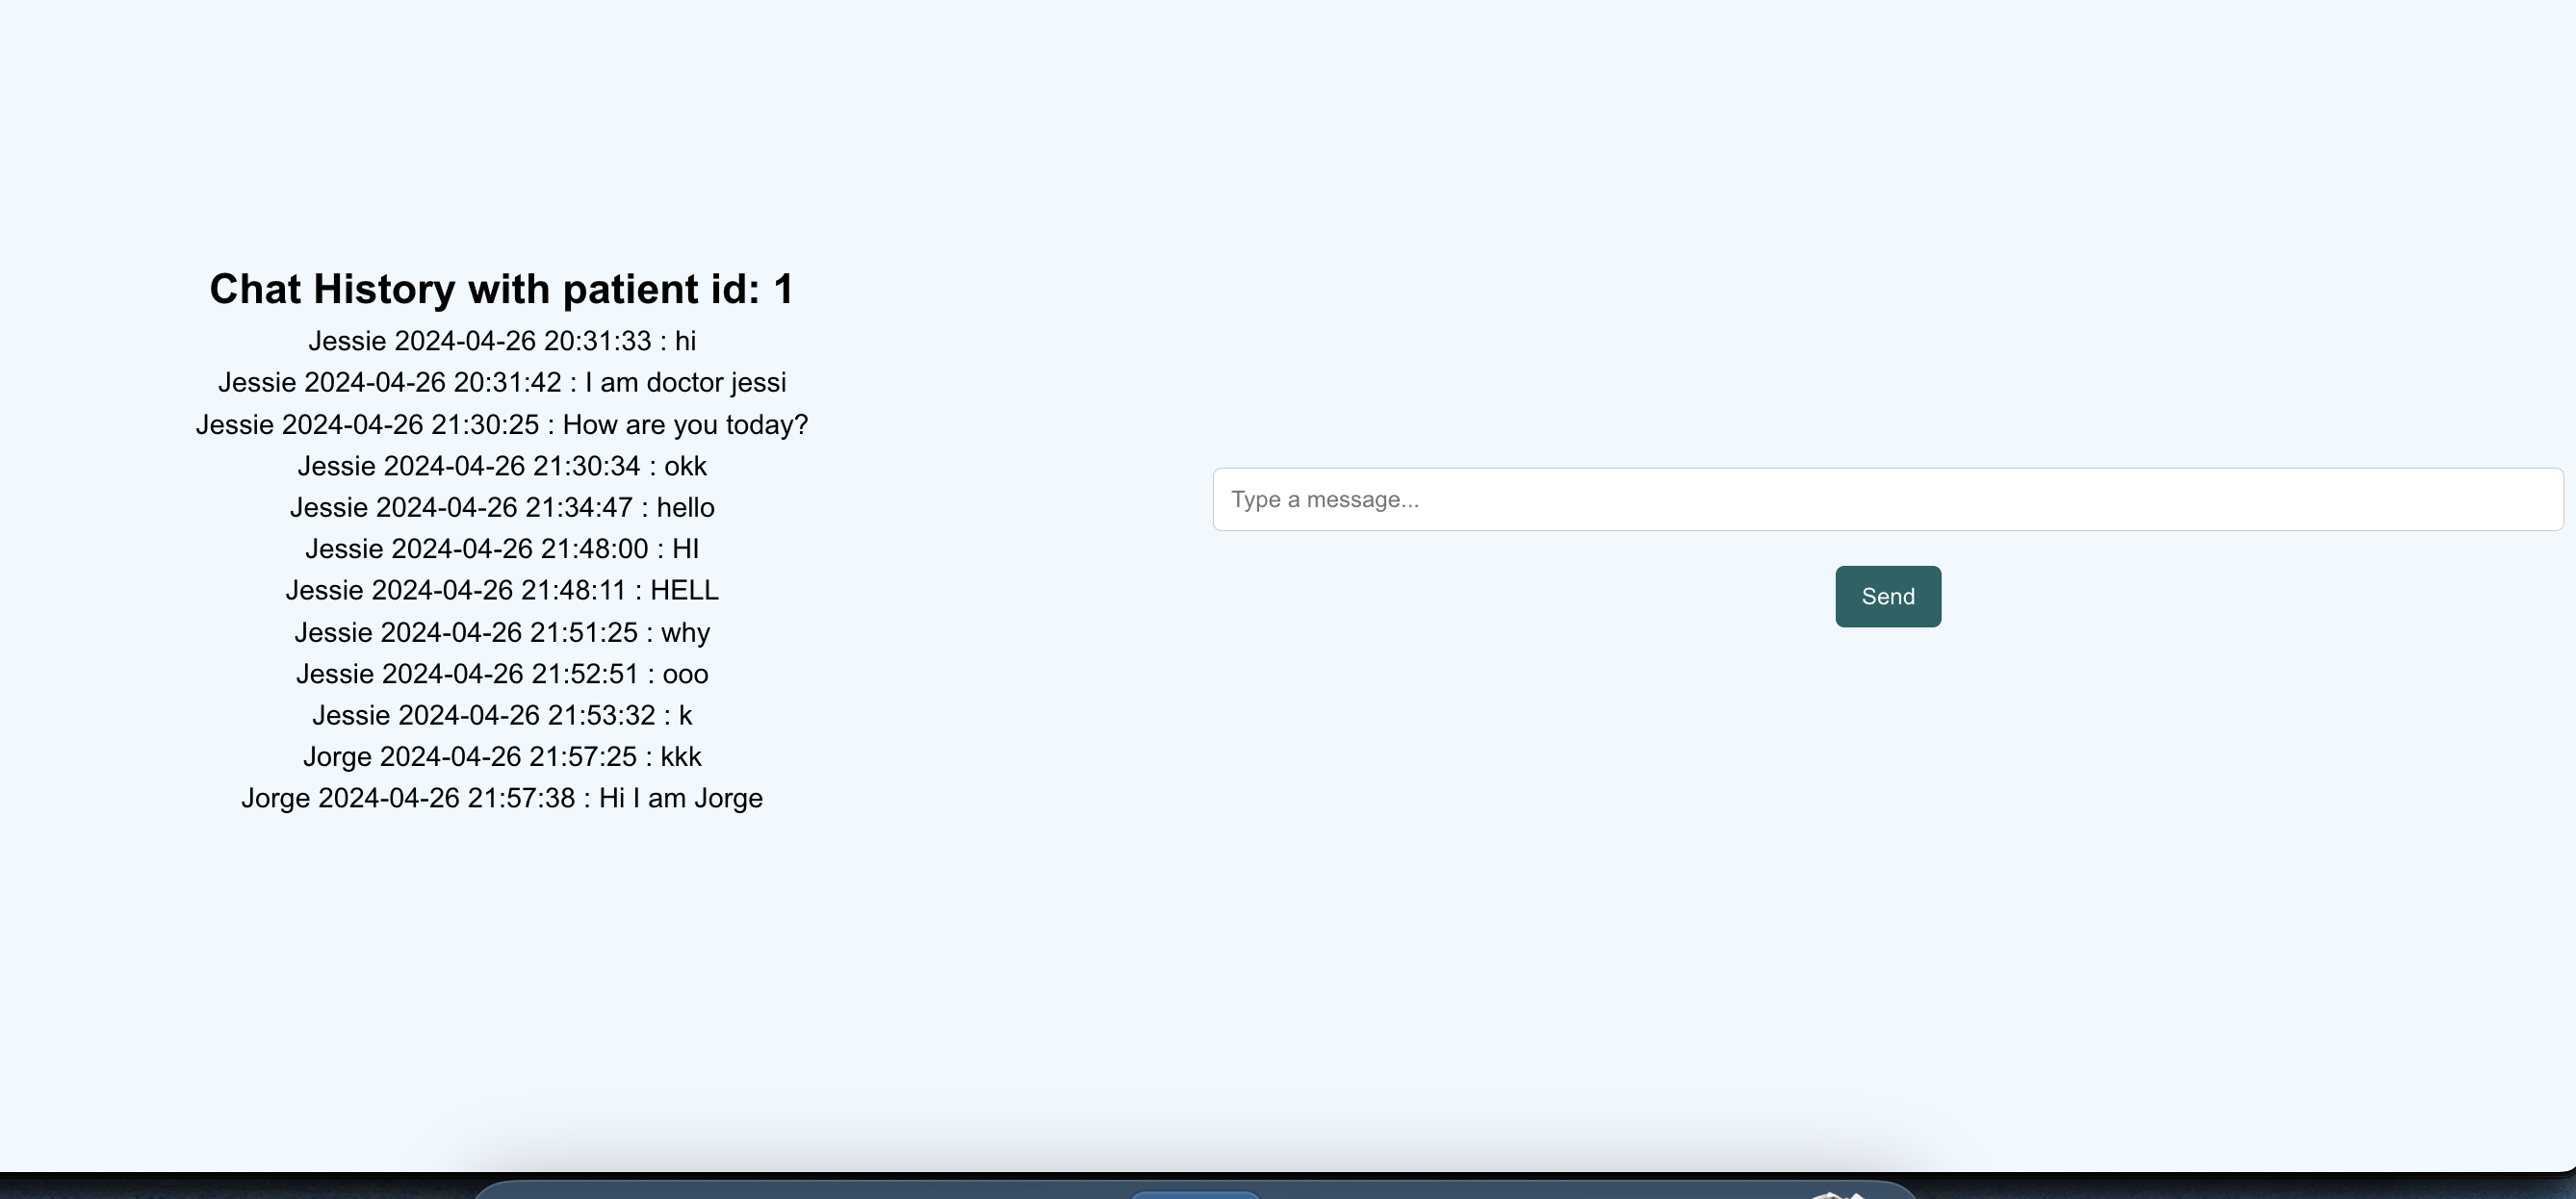 Chat History with patient id: 1
Jessie 2024-04-26 20:31:33 : hi
Jessie 2024-04-26 20:31:42 : I am doctor jessi
Jessie 2024-04-26 21:30:25 : How are you today?
Jessie 2024-04-26 21:30:34 : okk
Jessie 2024-04-26 21:34:47 : hello
Jessie 2024-04-26 21:48:00 : HI
Jessie 2024-04-26 21:48:11 : HELL
Jessie 2024-04-26 21:51:25 : why
Jessie 2024-04-26 21:52:51 : ooo
Jessie 2024-04-26 21:53:32 : k
Jorge 2024-04-26 21:57:25 : kkk
Jorge 2024-04-26 21:57:38 : Hi I am Jorge
Type a message...
Send